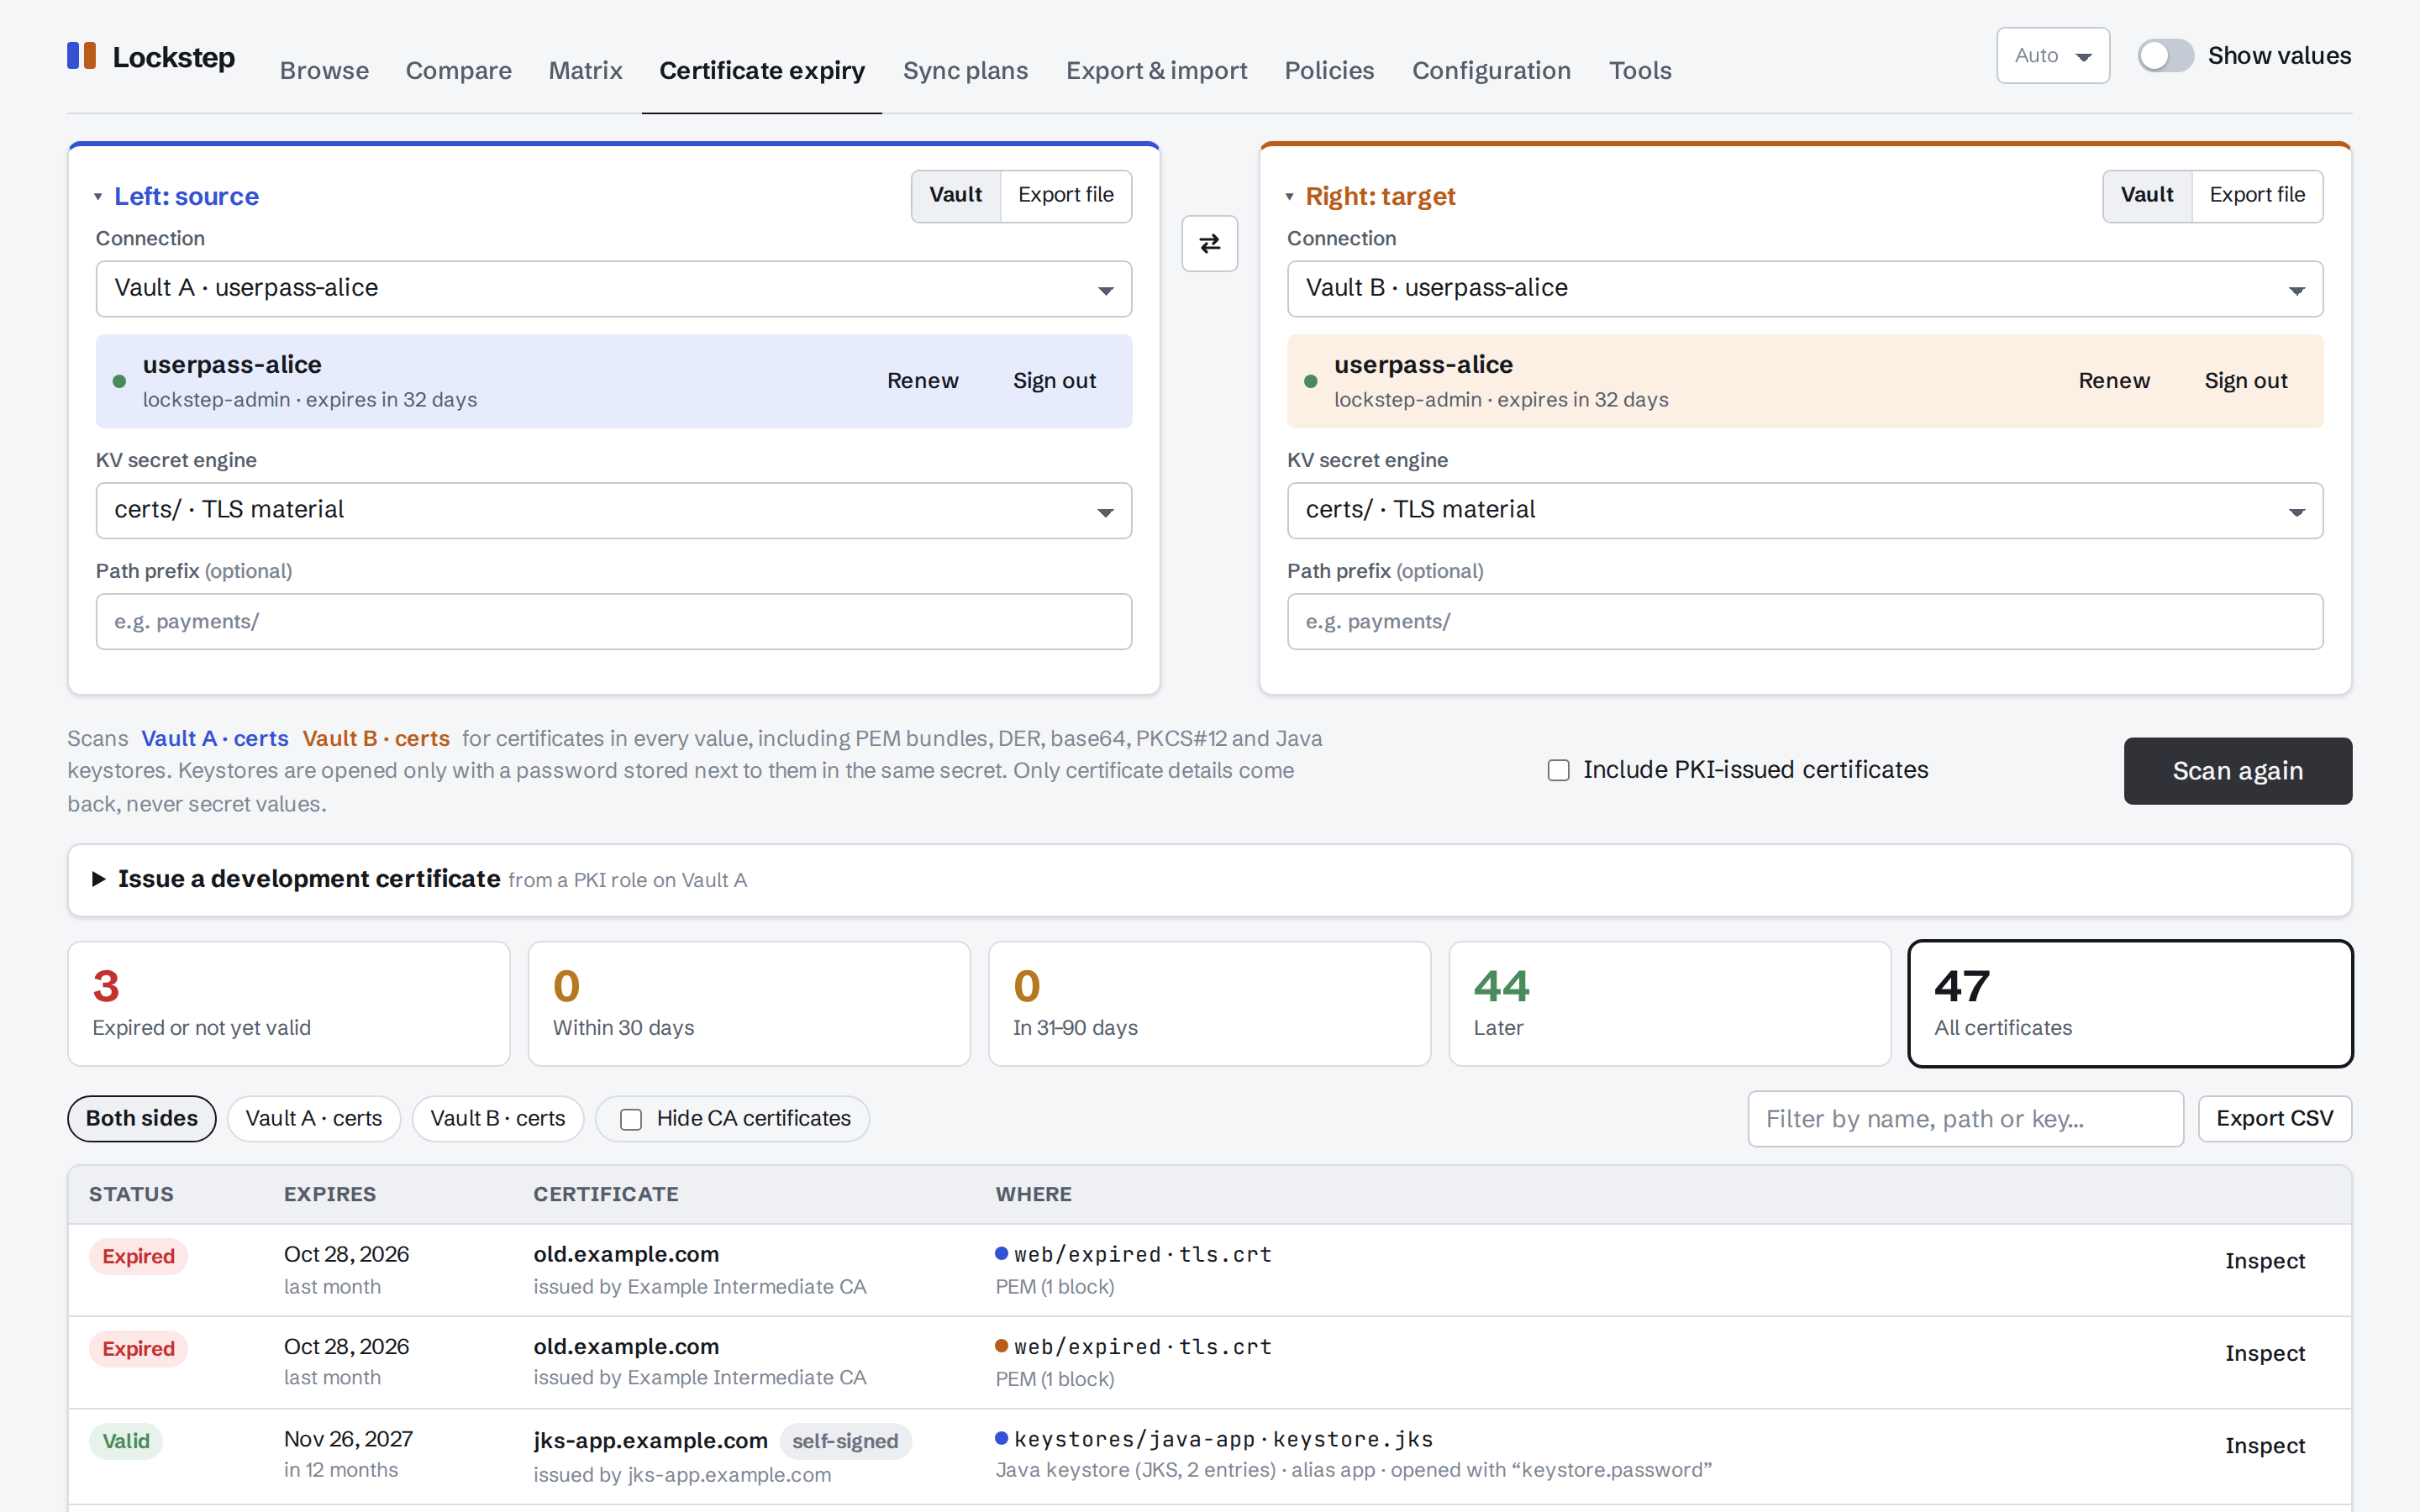 Lockstep
Browse
Compare
Matrix
Certificate expiry
Sync plans
Export & import
Policies
Configuration
Tools
Auto
Show values
Left: source
Vault
Export file
Connection
Vault A · userpass-alice
userpass-alice
lockstep-admin · expires in 32 days
Renew
Sign out
KV secret engine
certs/ · TLS material
Path prefix (optional)
e.g. payments/
Right: target
Vault
Export file
Connection
Vault B · userpass-alice
userpass-alice
lockstep-admin · expires in 32 days
Renew
Sign out
KV secret engine
certs/ · TLS material
Path prefix (optional)
e.g. payments/
Scans Vault A · certs Vault B · certs for certificates in every value, including PEM bundles, DER, base64, PKCS#12 and Java
keystores. Keystores are opened only with a password stored next to them in the same secret. Only certificate details come
back, never secret values.
Include PKI-issued certificates
Scan again
Issue a development certificate from a PKI role on Vault A
3
Expired or not yet valid
0
Within 30 days
0
In 31-90 days
44
Later
47
All certificates
Both sides
Vault A · certs
Vault B · certs
Hide CA certificates
Filter by name, path or key...
Export CSV
STATUS EXPIRES CERTIFICATE WHERE
Expired Oct 28, 2026 old.example.com web/expired · tls.crt Inspect
last month issued by Example Intermediate CA PEM (1 block)
Expired Oct 28, 2026 old.example.com web/expired · tls.crt Inspect
last month issued by Example Intermediate CA PEM (1 block)
Valid Nov 26, 2027 jks-app.example.com self-signed keystores/java-app · keystore.jks Inspect
in 12 months issued by jks-app.example.com Java keystore (JKS, 2 entries) · alias app · opened with “keystore.password”